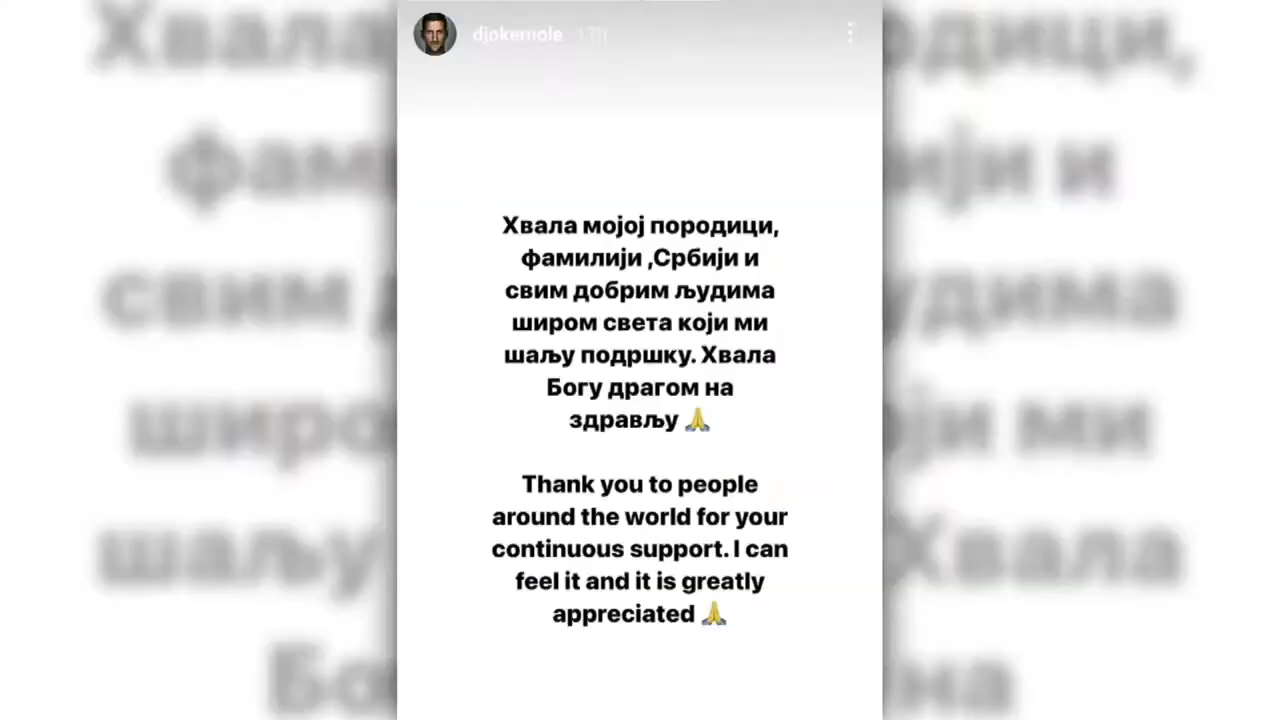 djokernole 17h
Хвала мојој породици,
фамилији ,Србији и
свим добрим људима
широм света који ми
шаљу подршку. Хвала
Богу драгом на
здрављу 🙏
Thank you to people
around the world for your
continuous support. I can
feel it and it is greatly
appreciated 🙏